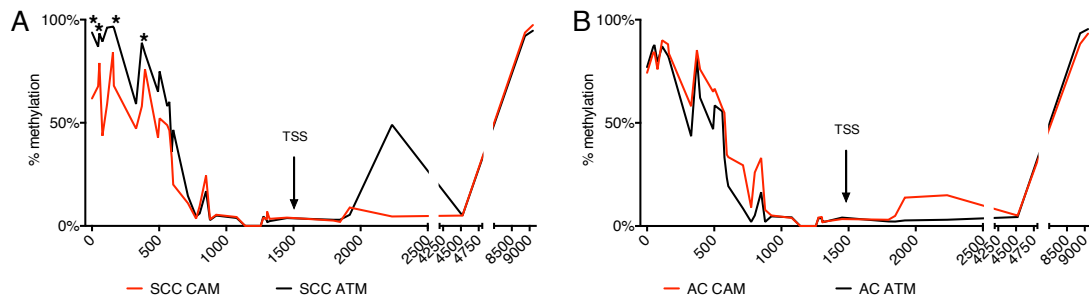 A
100%
50%
0%
% methylation
* * * *
TSS
0 500 1000 1500 2000 2500 4250 4500 4750 8500 9000
SCC CAM SCC ATM
B
100%
50%
0%
% methylation
TSS
0 500 1000 1500 2000 2500 4250 4500 4750 8500 9000
AC CAM AC ATM